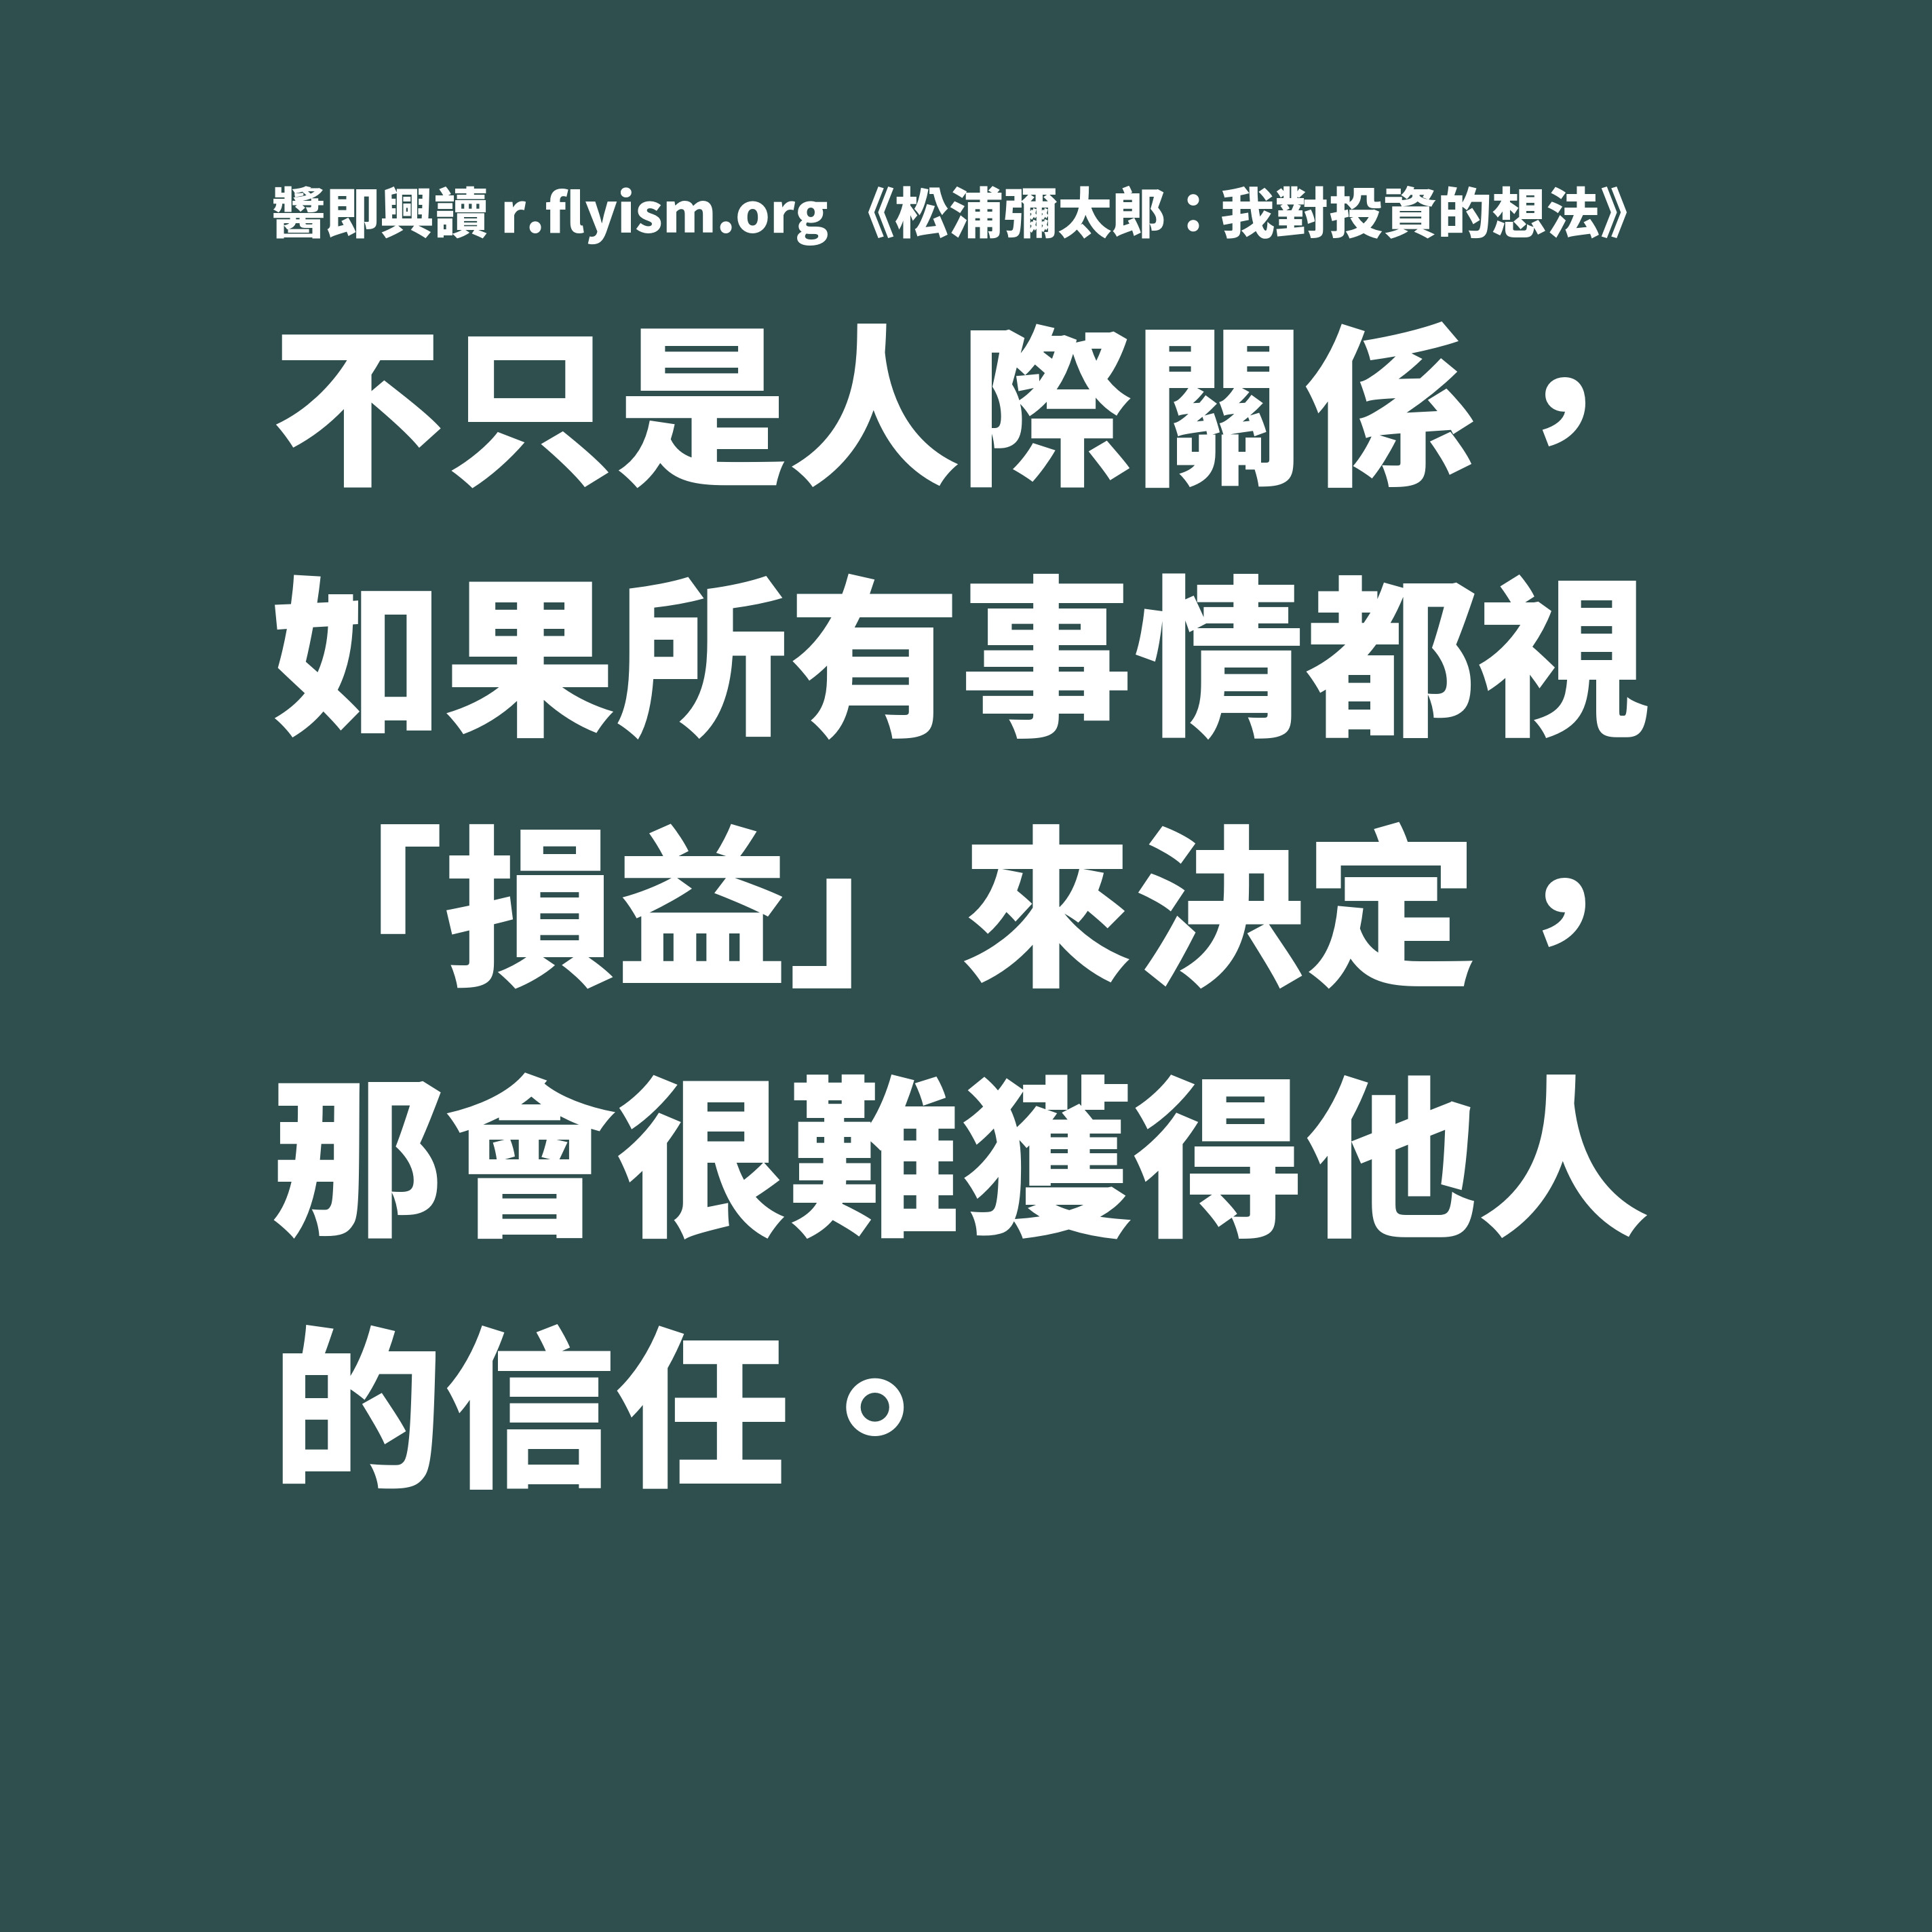 醫即閱讀 r.flyism.org《松浦彌太郎：我對投資的想法》
不只是人際關係，
如果所有事情都視
「損益」來決定，
那會很難獲得他人
的信任。